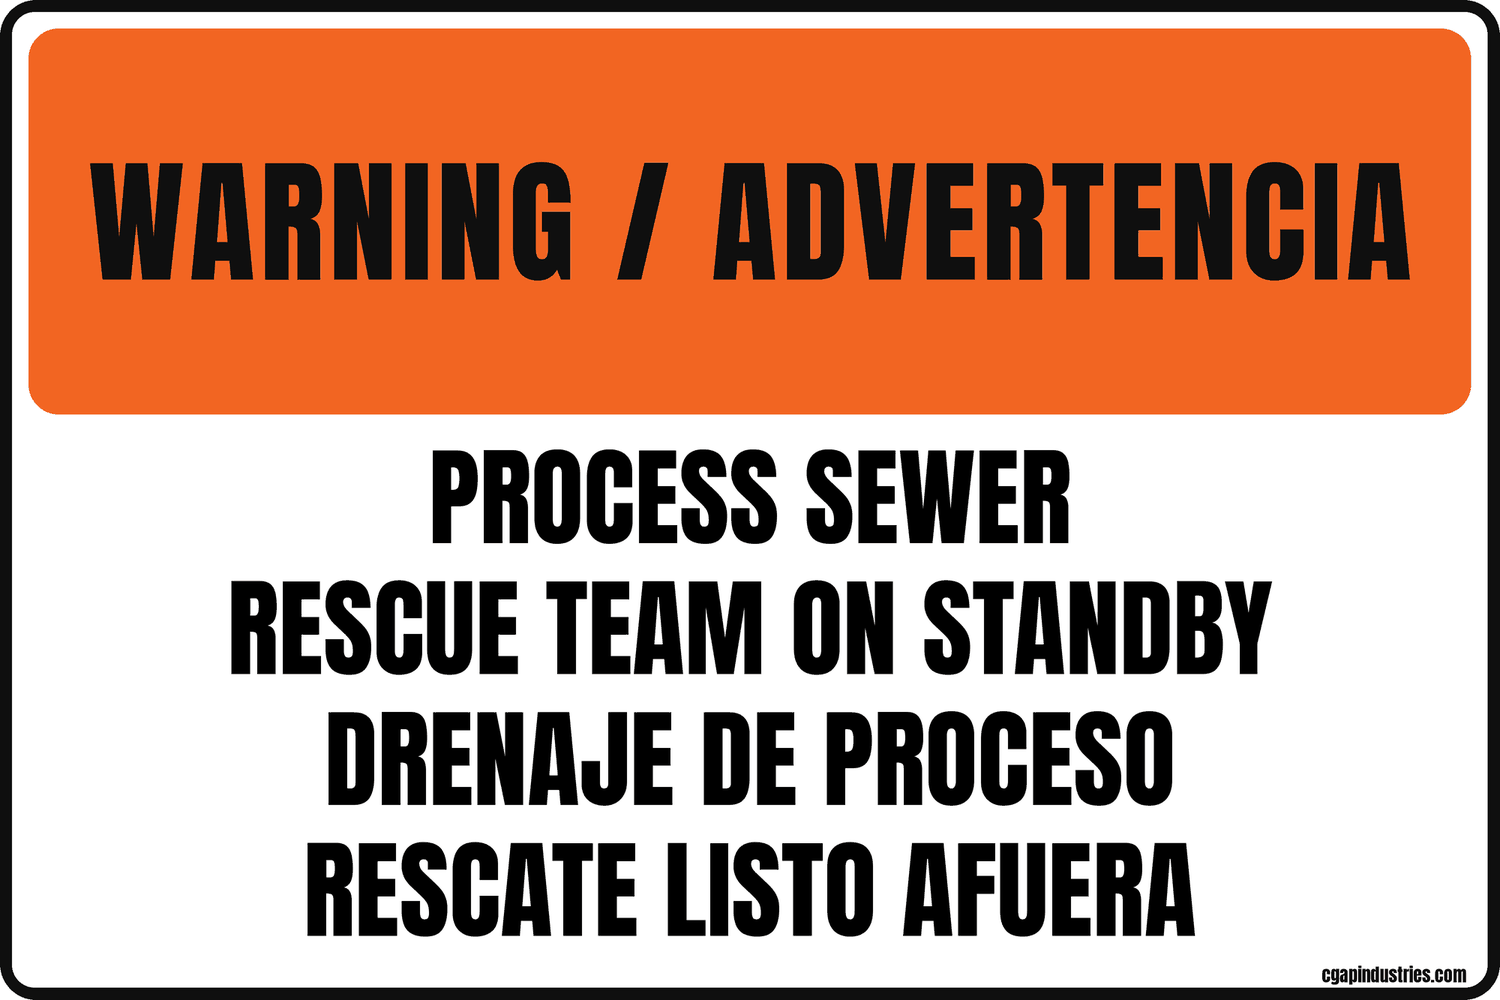 WARNING / ADVERTENCIA
PROCESS SEWER
RESCUE TEAM ON STANDBY
DRENAJE DE PROCESO
RESCATE LISTO AFUERA
cgapindustries.com